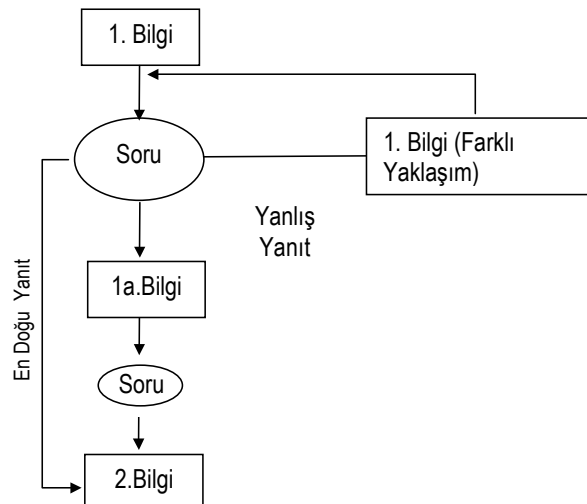 1. Bilgi
Soru
1. Bilgi (Farklı
Yaklaşım)
Yanlış
Yanıt
1a.Bilgi
En Doğu Yanıt
Soru
2.Bilgi